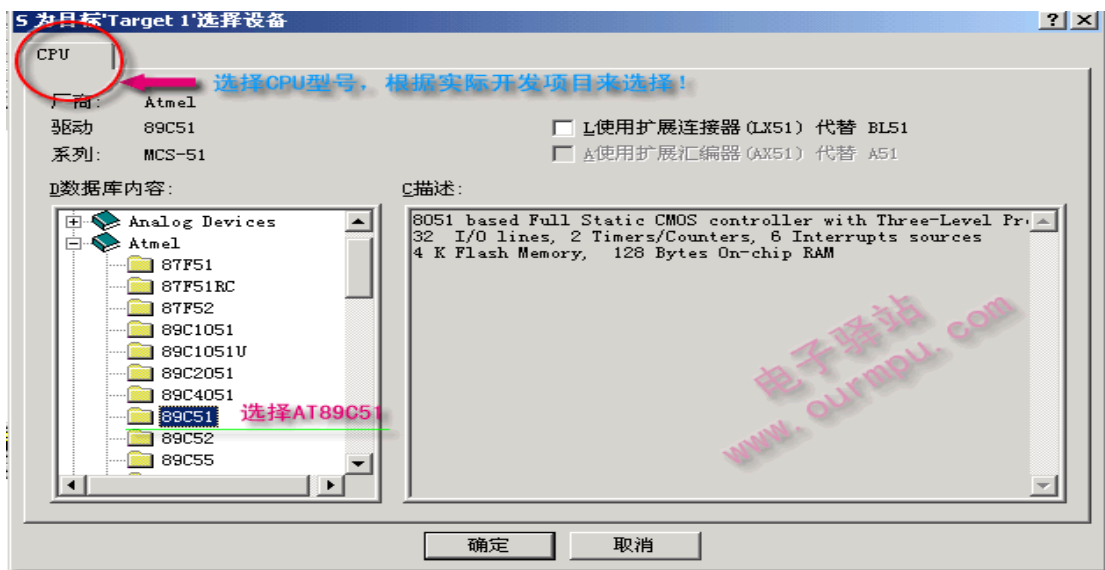 S 为目标'Target 1'选择设备
CPU
选择CPU型号，根据实际开发项目来选择！
厂商: Atmel
驱动 89C51
系列: MCS-51
L使用扩展连接器(LX51) 代替 BL51
A使用扩展汇编器(AX51) 代替 A51
D数据库内容:
Analog Devices
Atmel
87F51
87F51RC
87F52
89C1051
89C1051U
89C2051
89C4051
89C51 选择AT89C51
89C52
89C55
C描述:
8051 based Full Static CMOS controller with Three-Level Pr
32 I/O lines, 2 Timers/Counters, 6 Interrupts sources
4 K Flash Memory, 128 Bytes On-chip RAM
电子驿站
www.ourmpu.com
确定 取消